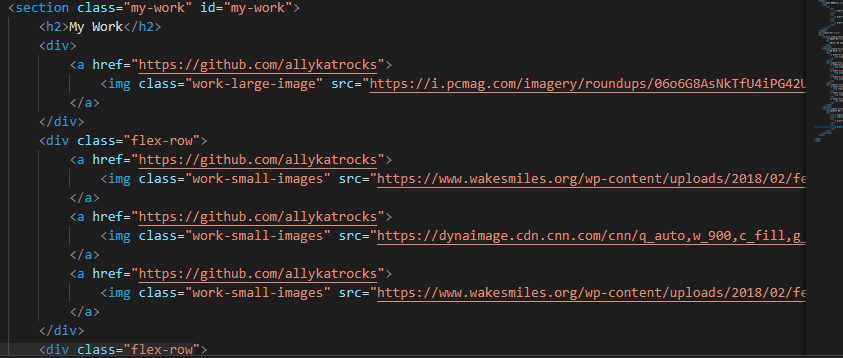 <section class="my-work" id="my-work">
<h2>My Work</h2>
<div>
<a href="https://github.com/allykatrocks">
<img class="work-large-image" src="https://i.pcmag.com/imagery/roundups/06o6G8AsNkTfU4iPG42U
</a>
</div>
<div class="flex-row">
<a href="https://github.com/allykatrocks">
<img class="work-small-images" src="https://www.wakesmiles.org/wp-content/uploads/2018/02/fe
</a>
<a href="https://github.com/allykatrocks">
<img class="work-small-images" src="https://dynaimage.cdn.cnn.com/cnn/q_auto,w_900,c_fill,g_
</a>
<a href="https://github.com/allykatrocks">
<img class="work-small-images" src="https://www.wakesmiles.org/wp-content/uploads/2018/02/fe
</a>
</div>
<div class="flex-row">